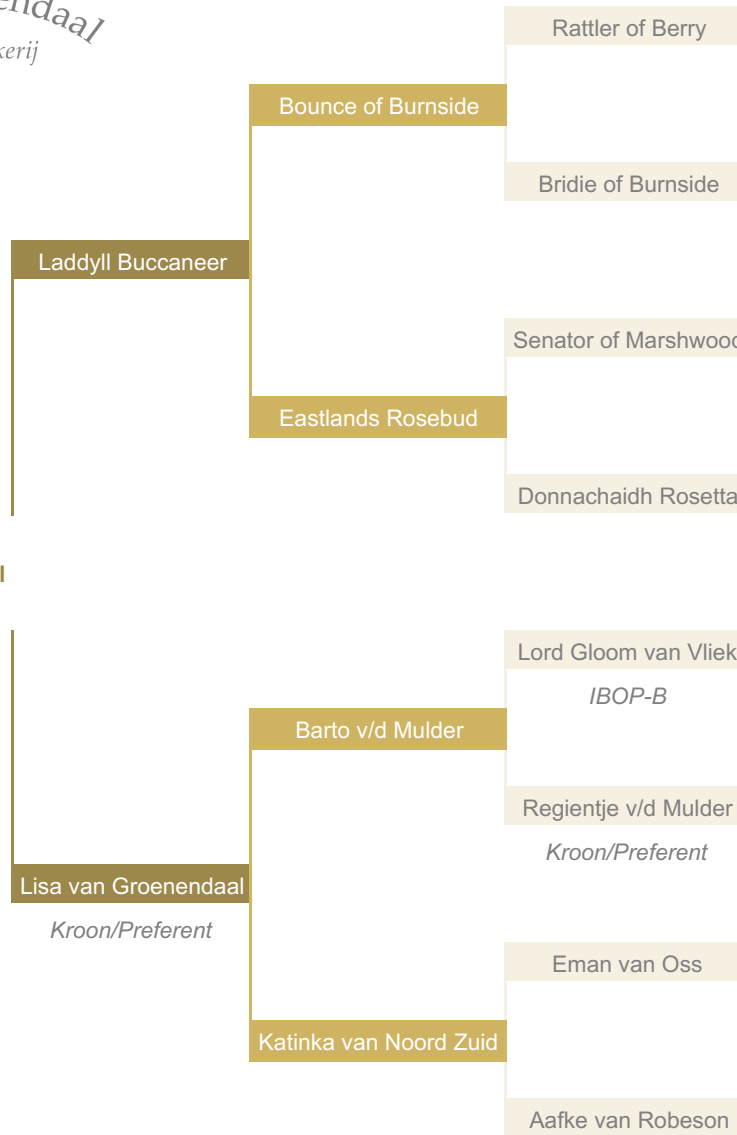 Rattler of Berry
Bounce of Burnside
Bridie of Burnside
Laddyll Buccaneer
Senator of Marshwood
Eastlands Rosebud
Donnachaidh Rosetta
Lord Gloom van Vliek
IBOP-B
Barto v/d Mulder
Regientje v/d Mulder
Kroon/Preferent
Lisa van Groenendaal
Kroon/Preferent
Eman van Oss
Katinka van Noord Zuid
Aafke van Robeson